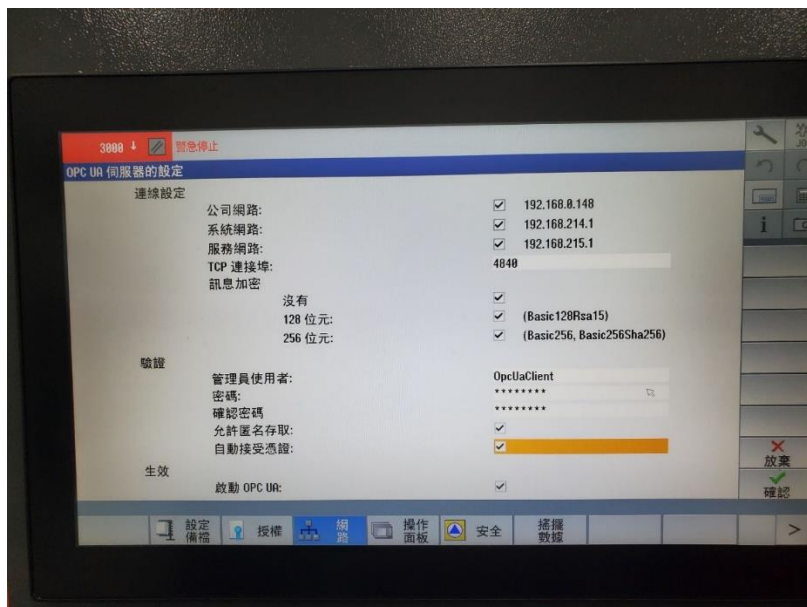 3000 ↓ 緊急停止
OPC UA 伺服器的設定
連線設定
公司網路: 192.168.0.148
系統網路: 192.168.214.1
服務網路: 192.168.215.1
TCP 連接埠: 4840
訊息加密
沒有
128 位元: (Basic128Rsa15)
256 位元: (Basic256, Basic256Sha256)
驗證
管理員使用者: OpcUaClient
密碼: ********
確認密碼 ********
允許匿名存取:
自動接受憑證:
生效
啟動 OPC UA:
放棄
確認
設定備檔 授權 網路 操作面板 安全 搖擺數據 >